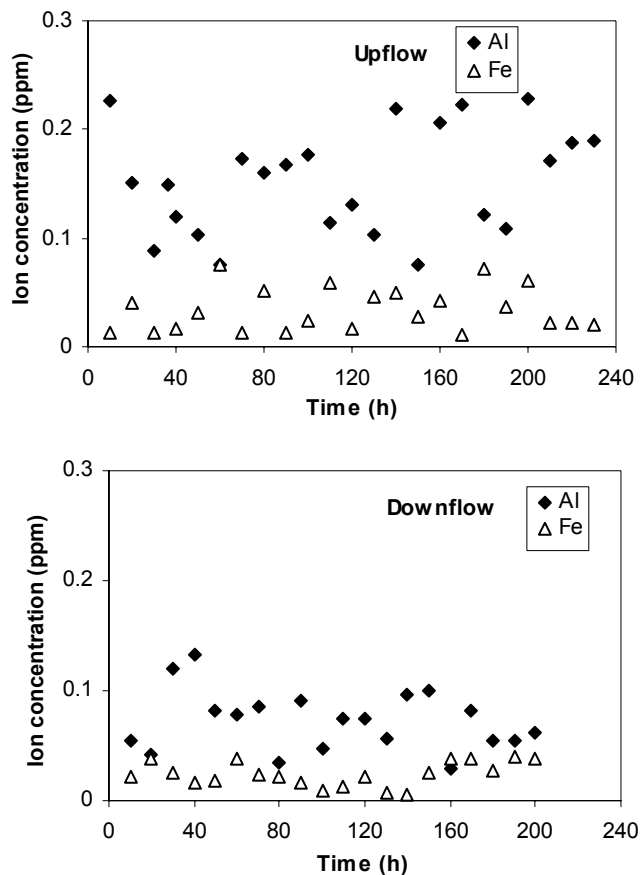 0.3
Upflow
Al
Fe
0.2
0.1
0
Ion concentration (ppm)
0 40 80 120 160 200 240
Time (h)
0.3
Downflow
Al
Fe
0.2
0.1
0
Ion concentration (ppm)
0 40 80 120 160 200 240
Time (h)